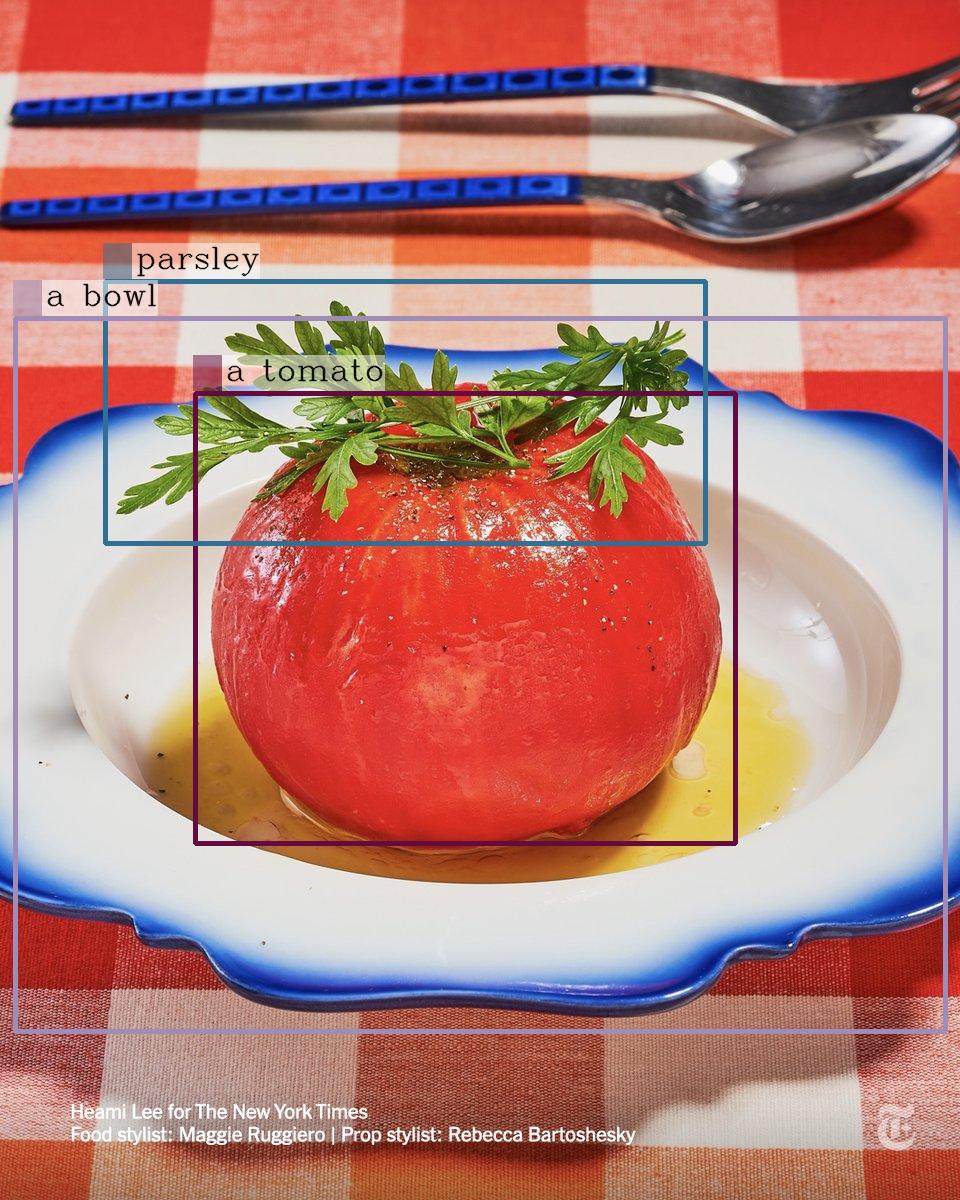 parsley
a bowl
a tomato
Heami Lee for The New York Times
Food stylist: Maggie Ruggiero | Prop stylist: Rebecca Bartoshesky
T